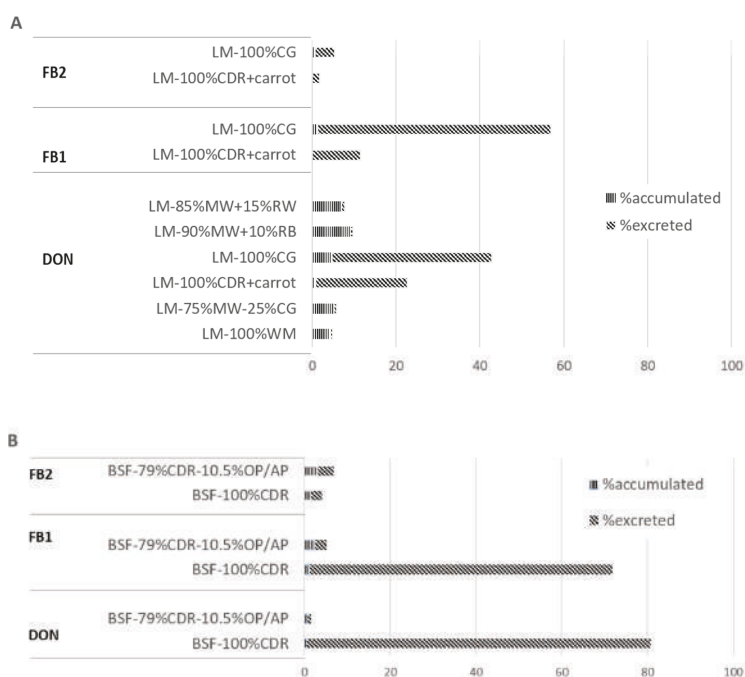 A
FB2
LM-100%CG
LM-100%CDR+carrot
FB1
LM-100%CG
LM-100%CDR+carrot
DON
LM-85%MW+15%RW
LM-90%MW+10%RB
LM-100%CG
LM-100%CDR+carrot
LM-75%MW-25%CG
LM-100%WM
%accumulated
%excreted
0 20 40 60 80 100
B
FB2
BSF-79%CDR-10.5%OP/AP
BSF-100%CDR
FB1
BSF-79%CDR-10.5%OP/AP
BSF-100%CDR
DON
BSF-79%CDR-10.5%OP/AP
BSF-100%CDR
%accumulated
%excreted
0 20 40 60 80 100